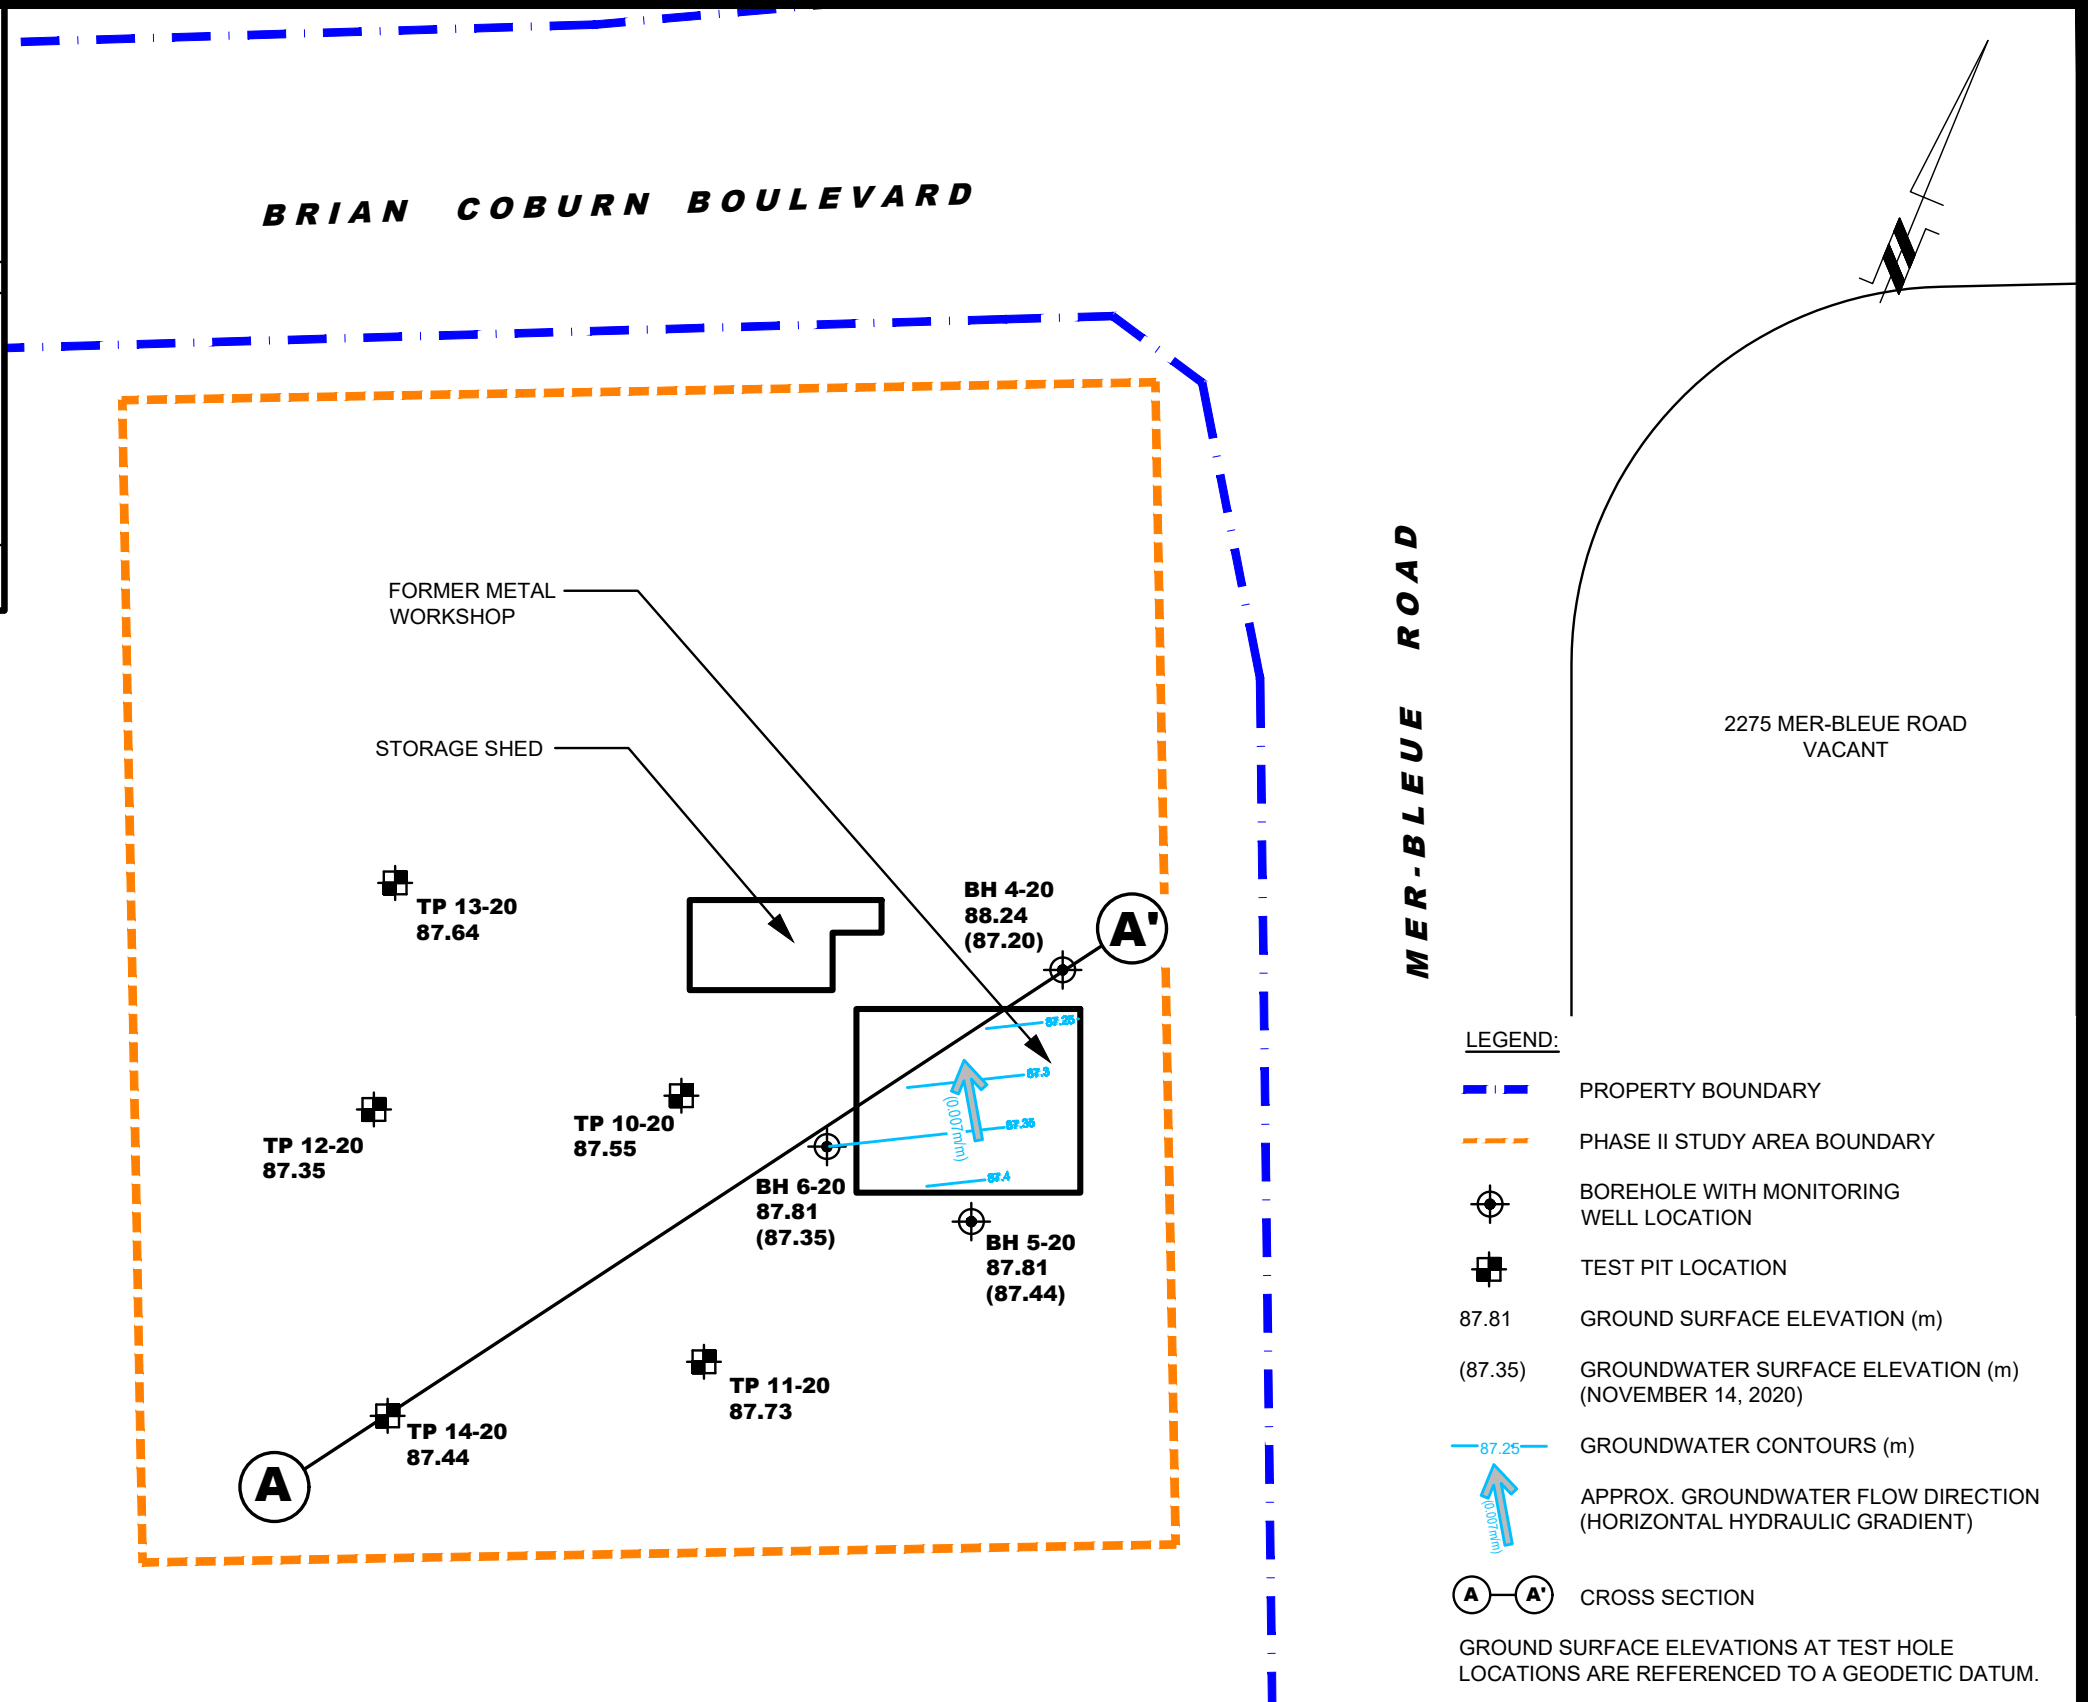 BRIAN COBURN BOULEVARD
MER-BLEUE ROAD
FORMER METAL
WORKSHOP
STORAGE SHED
2275 MER-BLEUE ROAD
VACANT
TP 13-20
87.64
BH 4-20
88.24
(87.20)
A'
87.25
87.3
87.35
87.4
(0.007m/m)
TP 12-20
87.35
TP 10-20
87.55
BH 6-20
87.81
(87.35)
BH 5-20
87.81
(87.44)
TP 11-20
87.73
TP 14-20
87.44
A
LEGEND:
PROPERTY BOUNDARY
PHASE II STUDY AREA BOUNDARY
BOREHOLE WITH MONITORING
WELL LOCATION
TEST PIT LOCATION
87.81 GROUND SURFACE ELEVATION (m)
(87.35) GROUNDWATER SURFACE ELEVATION (m)
(NOVEMBER 14, 2020)
87.25 GROUNDWATER CONTOURS (m)
(0.007m/m) APPROX. GROUNDWATER FLOW DIRECTION
(HORIZONTAL HYDRAULIC GRADIENT)
A A' CROSS SECTION
GROUND SURFACE ELEVATIONS AT TEST HOLE
LOCATIONS ARE REFERENCED TO A GEODETIC DATUM.